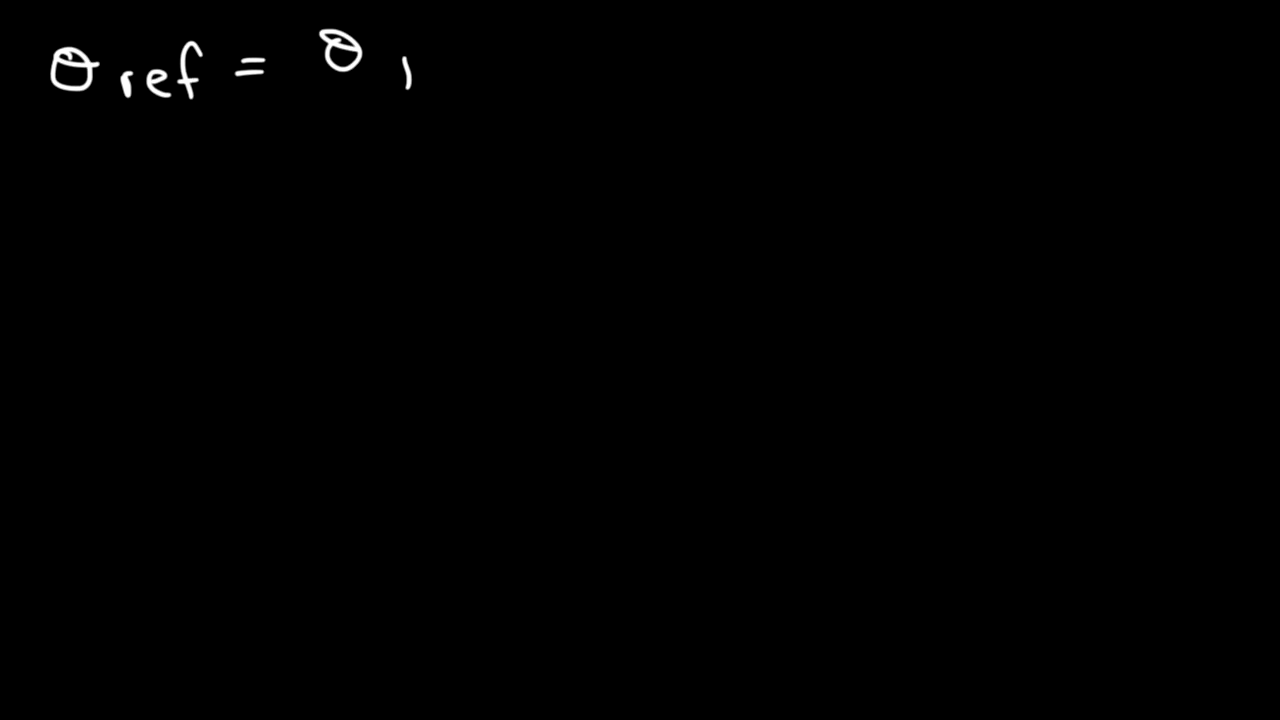 θ ref = θ ,